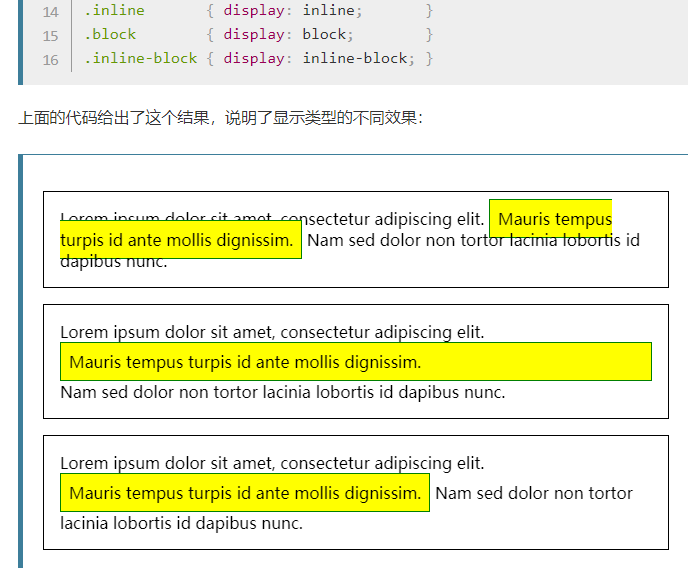 14 .inline { display: inline; }
15 .block { display: block; }
16 .inline-block { display: inline-block; }
上面的代码给出了这个结果，说明了显示类型的不同效果：
Lorem ipsum dolor sit amet, consectetur adipiscing elit. Mauris tempus
turpis id ante mollis dignissim. Nam sed dolor non tortor lacinia lobortis id
dapibus nunc.
Lorem ipsum dolor sit amet, consectetur adipiscing elit.
Mauris tempus turpis id ante mollis dignissim.
Nam sed dolor non tortor lacinia lobortis id dapibus nunc.
Lorem ipsum dolor sit amet, consectetur adipiscing elit.
Mauris tempus turpis id ante mollis dignissim. Nam sed dolor non tortor
lacinia lobortis id dapibus nunc.